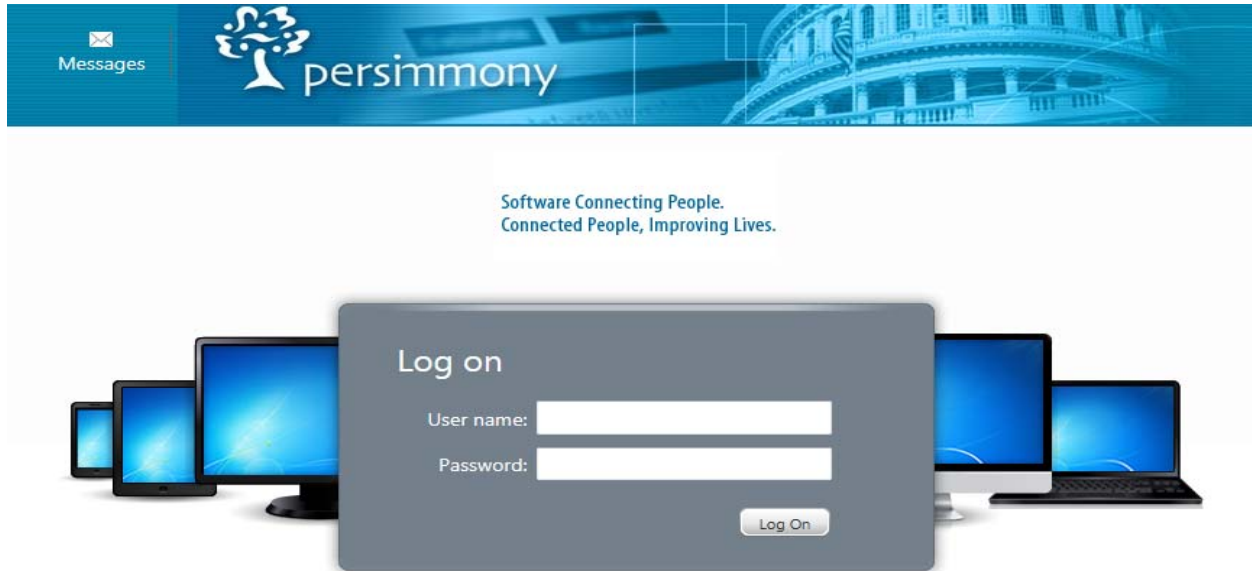 Messages
persimmony
Software Connecting People.
Connected People, Improving Lives.
Log on
User name:
Password:
Log On